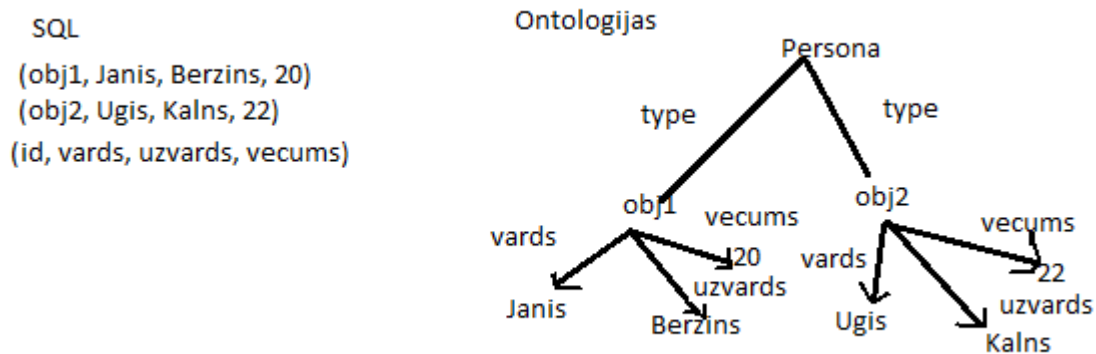 SQL
(obj1, Janis, Berzins, 20)
(obj2, Ugis, Kalns, 22)
(id, vards, uzvards, vecums)
Ontologijas
Persona
type
type
obj1
obj2
vards
vecums
20
uzvards
Janis
Berzins
vards
vecums
22
uzvards
Ugis
Kalns